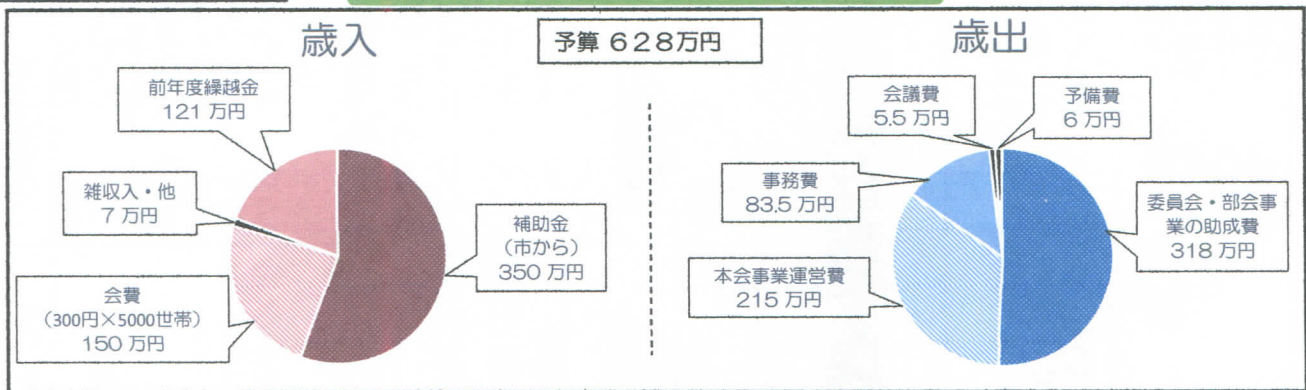 歳入
予算 628万円
歳出
前年度繰越金
121 万円
雑収入・他
7 万円
会費
(300円×5000世帯)
150 万円
補助金
(市から)
350 万円
会議費
5.5 万円
予備費
6 万円
事務費
83.5 万円
本会事業運営費
215 万円
委員会・部会事
業の助成費
318 万円